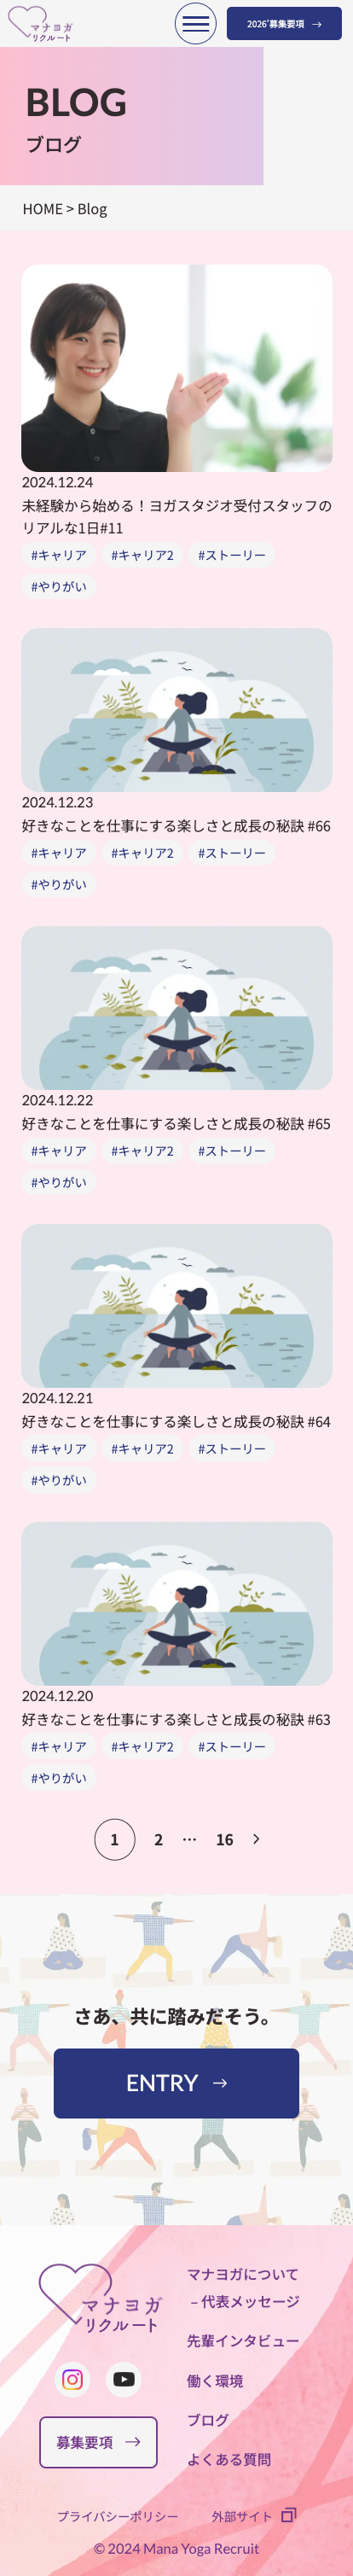 マナヨガ
リクルート
2026'募集要項 →
BLOG
ブログ
HOME > Blog
2024.12.24
未経験から始める！ヨガスタジオ受付スタッフの
リアルな1日#11
#キャリア #キャリア2 #ストーリー
#やりがい
2024.12.23
好きなことを仕事にする楽しさと成長の秘訣 #66
#キャリア #キャリア2 #ストーリー
#やりがい
2024.12.22
好きなことを仕事にする楽しさと成長の秘訣 #65
#キャリア #キャリア2 #ストーリー
#やりがい
2024.12.21
好きなことを仕事にする楽しさと成長の秘訣 #64
#キャリア #キャリア2 #ストーリー
#やりがい
2024.12.20
好きなことを仕事にする楽しさと成長の秘訣 #63
#キャリア #キャリア2 #ストーリー
#やりがい
1 2 … 16 >
さあ、共に踏みだそう。
ENTRY →
マナヨガ
リクルート
募集要項 →
マナヨガについて
– 代表メッセージ
先輩インタビュー
働く環境
ブログ
よくある質問
プライバシーポリシー 外部サイト
© 2024 Mana Yoga Recruit